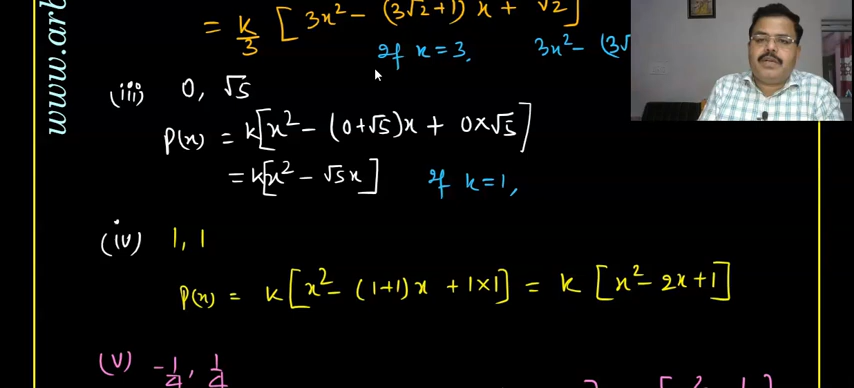 = k/3 [ 3x² - (3√2+1) x + √2 ]
If k = 3, 3x² - (3√
(iii) 0, √5
P(x) = k[x² - (0+√5)x + 0×√5]
= k[x² - √5x] If k = 1,
(iv) 1, 1
P(x) = k [x² - (1+1)x + 1×1] = k [x² - 2x + 1]
(v) -1/4, 1/4
www.arb